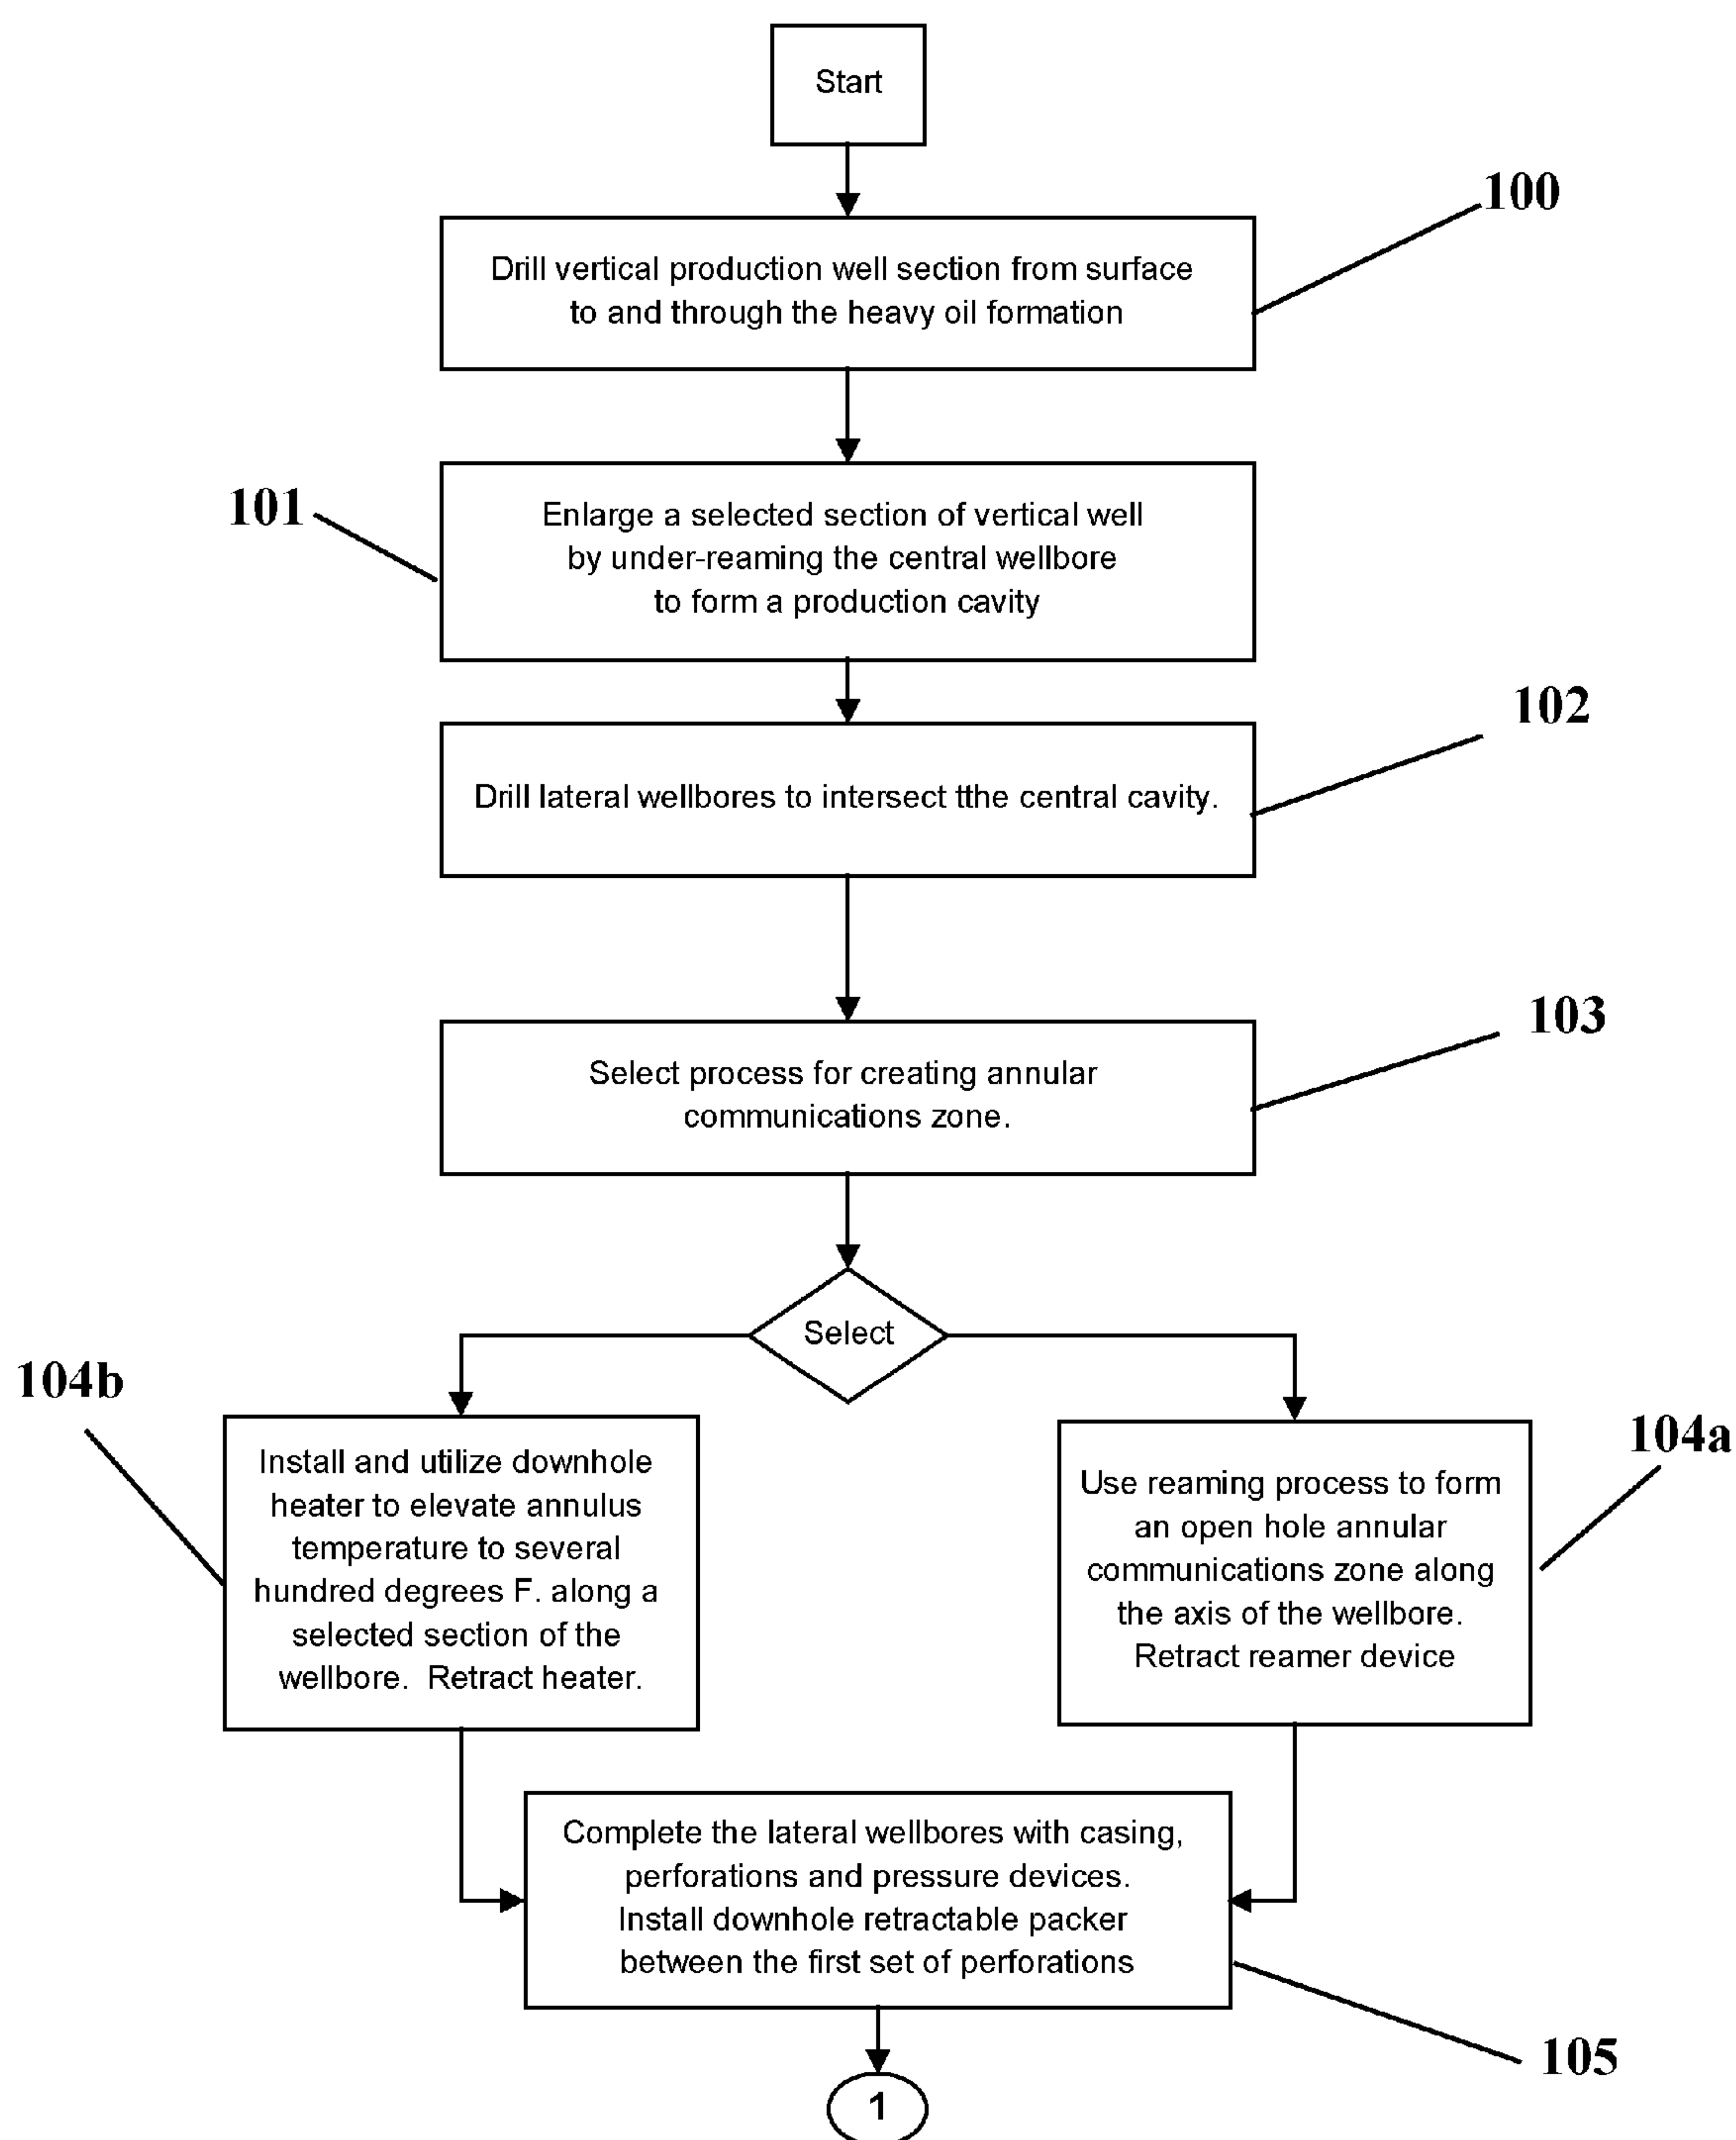 Start
100
Drill vertical production well section from surface
to and through the heavy oil formation
101
Enlarge a selected section of vertical well
by under-reaming the central wellbore
to form a production cavity
102
Drill lateral wellbores to intersect tthe central cavity.
103
Select process for creating annular
communications zone.
Select
104b
Install and utilize downhole
heater to elevate annulus
temperature to several
hundred degrees F. along a
selected section of the
wellbore.  Retract heater.
104a
Use reaming process to form
an open hole annular
communications zone along
the axis of the wellbore.
Retract reamer device
Complete the lateral wellbores with casing,
perforations and pressure devices.
Install downhole retractable packer
between the first set of perforations
105
1